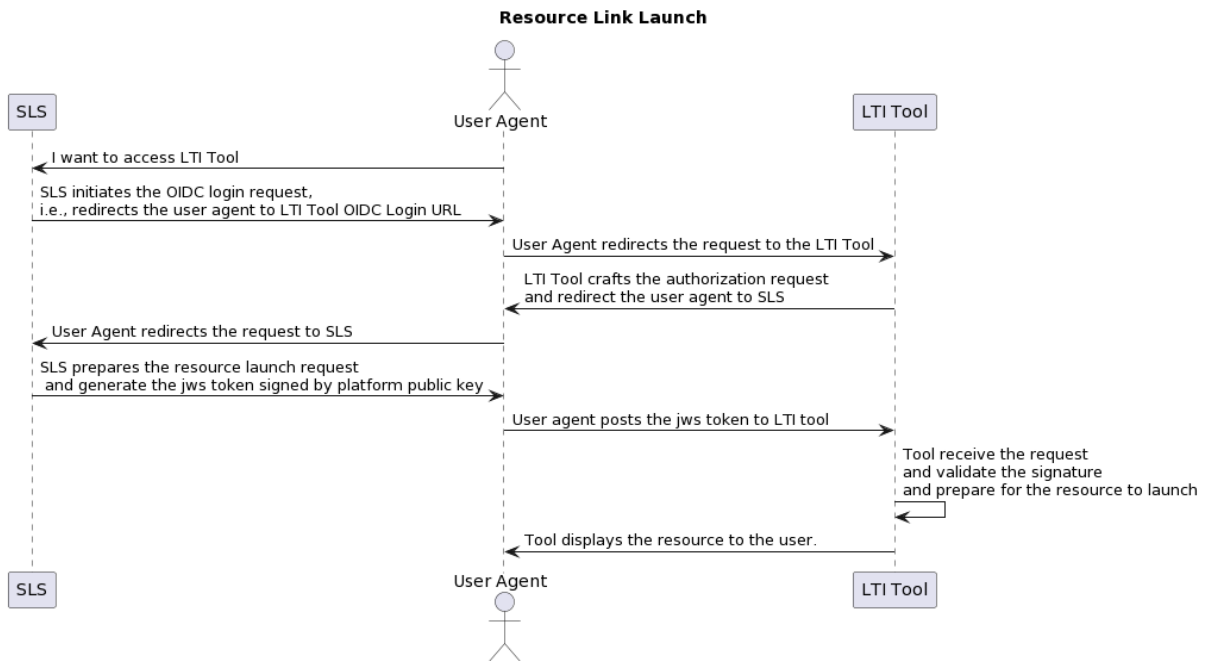 Resource Link Launch
SLS
User Agent
LTI Tool
I want to access LTI Tool
SLS initiates the OIDC login request,
i.e., redirects the user agent to LTI Tool OIDC Login URL
User Agent redirects the request to the LTI Tool
LTI Tool crafts the authorization request
and redirect the user agent to SLS
User Agent redirects the request to SLS
SLS prepares the resource launch request
and generate the jws token signed by platform public key
User agent posts the jws token to LTI tool
Tool receive the request
and validate the signature
and prepare for the resource to launch
Tool displays the resource to the user.
SLS
User Agent
LTI Tool